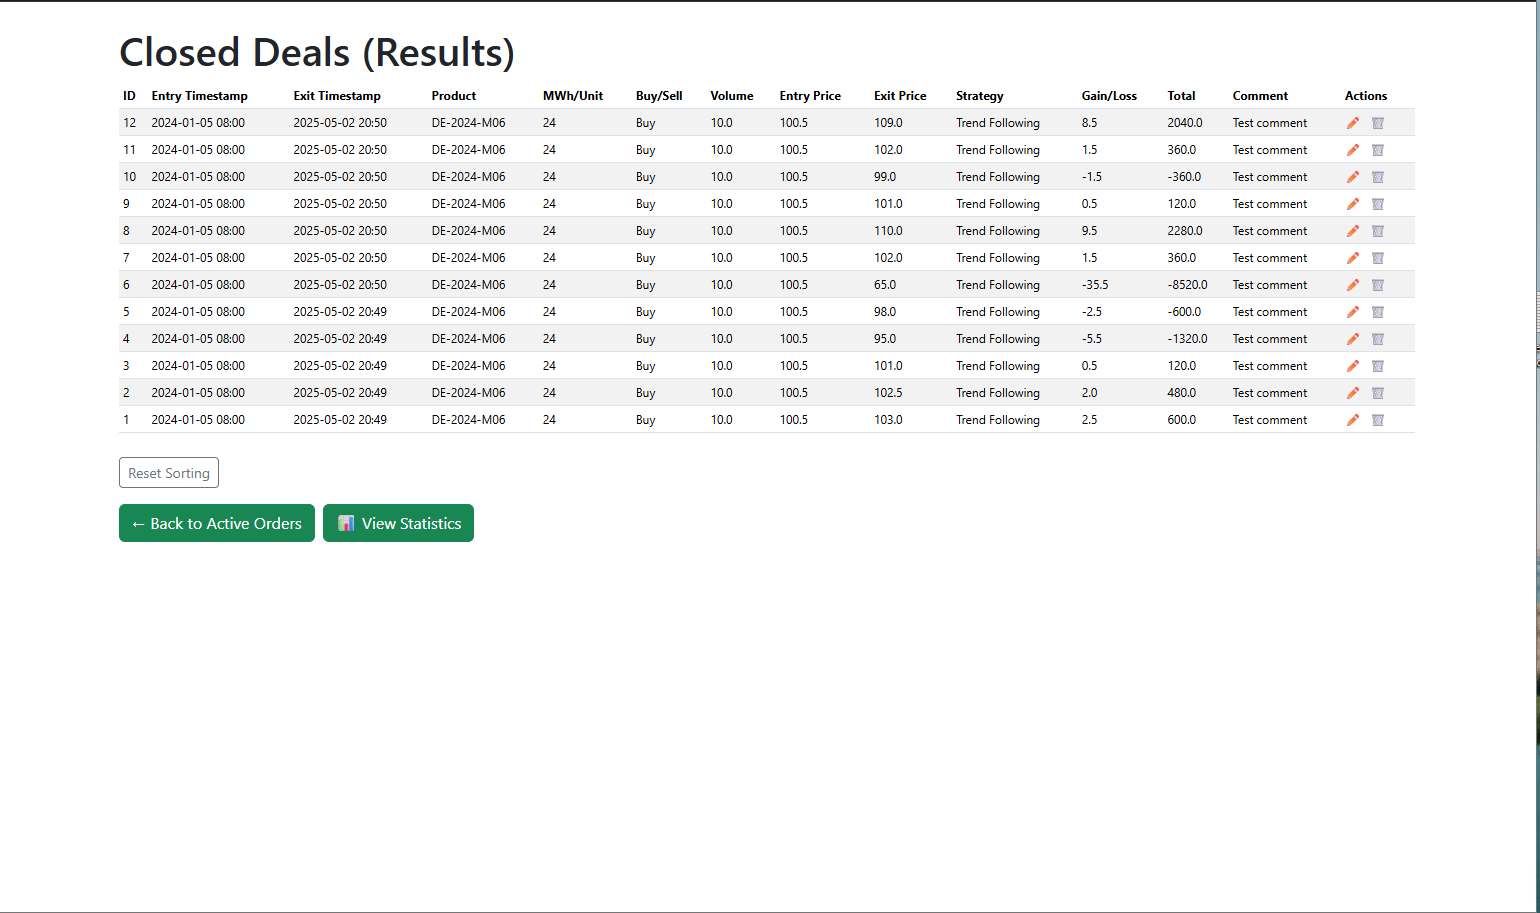 Closed Deals (Results)
ID Entry Timestamp Exit Timestamp Product MWh/Unit Buy/Sell Volume Entry Price Exit Price Strategy Gain/Loss Total Comment Actions
12 2024-01-05 08:00 2025-05-02 20:50 DE-2024-M06 24 Buy 10.0 100.5 109.0 Trend Following 8.5 2040.0 Test comment
11 2024-01-05 08:00 2025-05-02 20:50 DE-2024-M06 24 Buy 10.0 100.5 102.0 Trend Following 1.5 360.0 Test comment
10 2024-01-05 08:00 2025-05-02 20:50 DE-2024-M06 24 Buy 10.0 100.5 99.0 Trend Following -1.5 -360.0 Test comment
9 2024-01-05 08:00 2025-05-02 20:50 DE-2024-M06 24 Buy 10.0 100.5 101.0 Trend Following 0.5 120.0 Test comment
8 2024-01-05 08:00 2025-05-02 20:50 DE-2024-M06 24 Buy 10.0 100.5 110.0 Trend Following 9.5 2280.0 Test comment
7 2024-01-05 08:00 2025-05-02 20:50 DE-2024-M06 24 Buy 10.0 100.5 102.0 Trend Following 1.5 360.0 Test comment
6 2024-01-05 08:00 2025-05-02 20:50 DE-2024-M06 24 Buy 10.0 100.5 65.0 Trend Following -35.5 -8520.0 Test comment
5 2024-01-05 08:00 2025-05-02 20:49 DE-2024-M06 24 Buy 10.0 100.5 98.0 Trend Following -2.5 -600.0 Test comment
4 2024-01-05 08:00 2025-05-02 20:49 DE-2024-M06 24 Buy 10.0 100.5 95.0 Trend Following -5.5 -1320.0 Test comment
3 2024-01-05 08:00 2025-05-02 20:49 DE-2024-M06 24 Buy 10.0 100.5 101.0 Trend Following 0.5 120.0 Test comment
2 2024-01-05 08:00 2025-05-02 20:49 DE-2024-M06 24 Buy 10.0 100.5 102.5 Trend Following 2.0 480.0 Test comment
1 2024-01-05 08:00 2025-05-02 20:49 DE-2024-M06 24 Buy 10.0 100.5 103.0 Trend Following 2.5 600.0 Test comment
Reset Sorting
← Back to Active Orders View Statistics